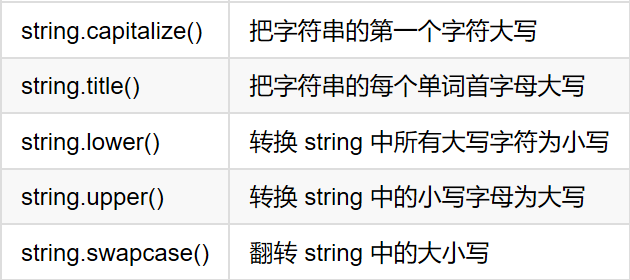 string.capitalize() 把字符串的第一个字符大写
string.title() 把字符串的每个单词首字母大写
string.lower() 转换 string 中所有大写字符为小写
string.upper() 转换 string 中的小写字母为大写
string.swapcase() 翻转 string 中的大小写